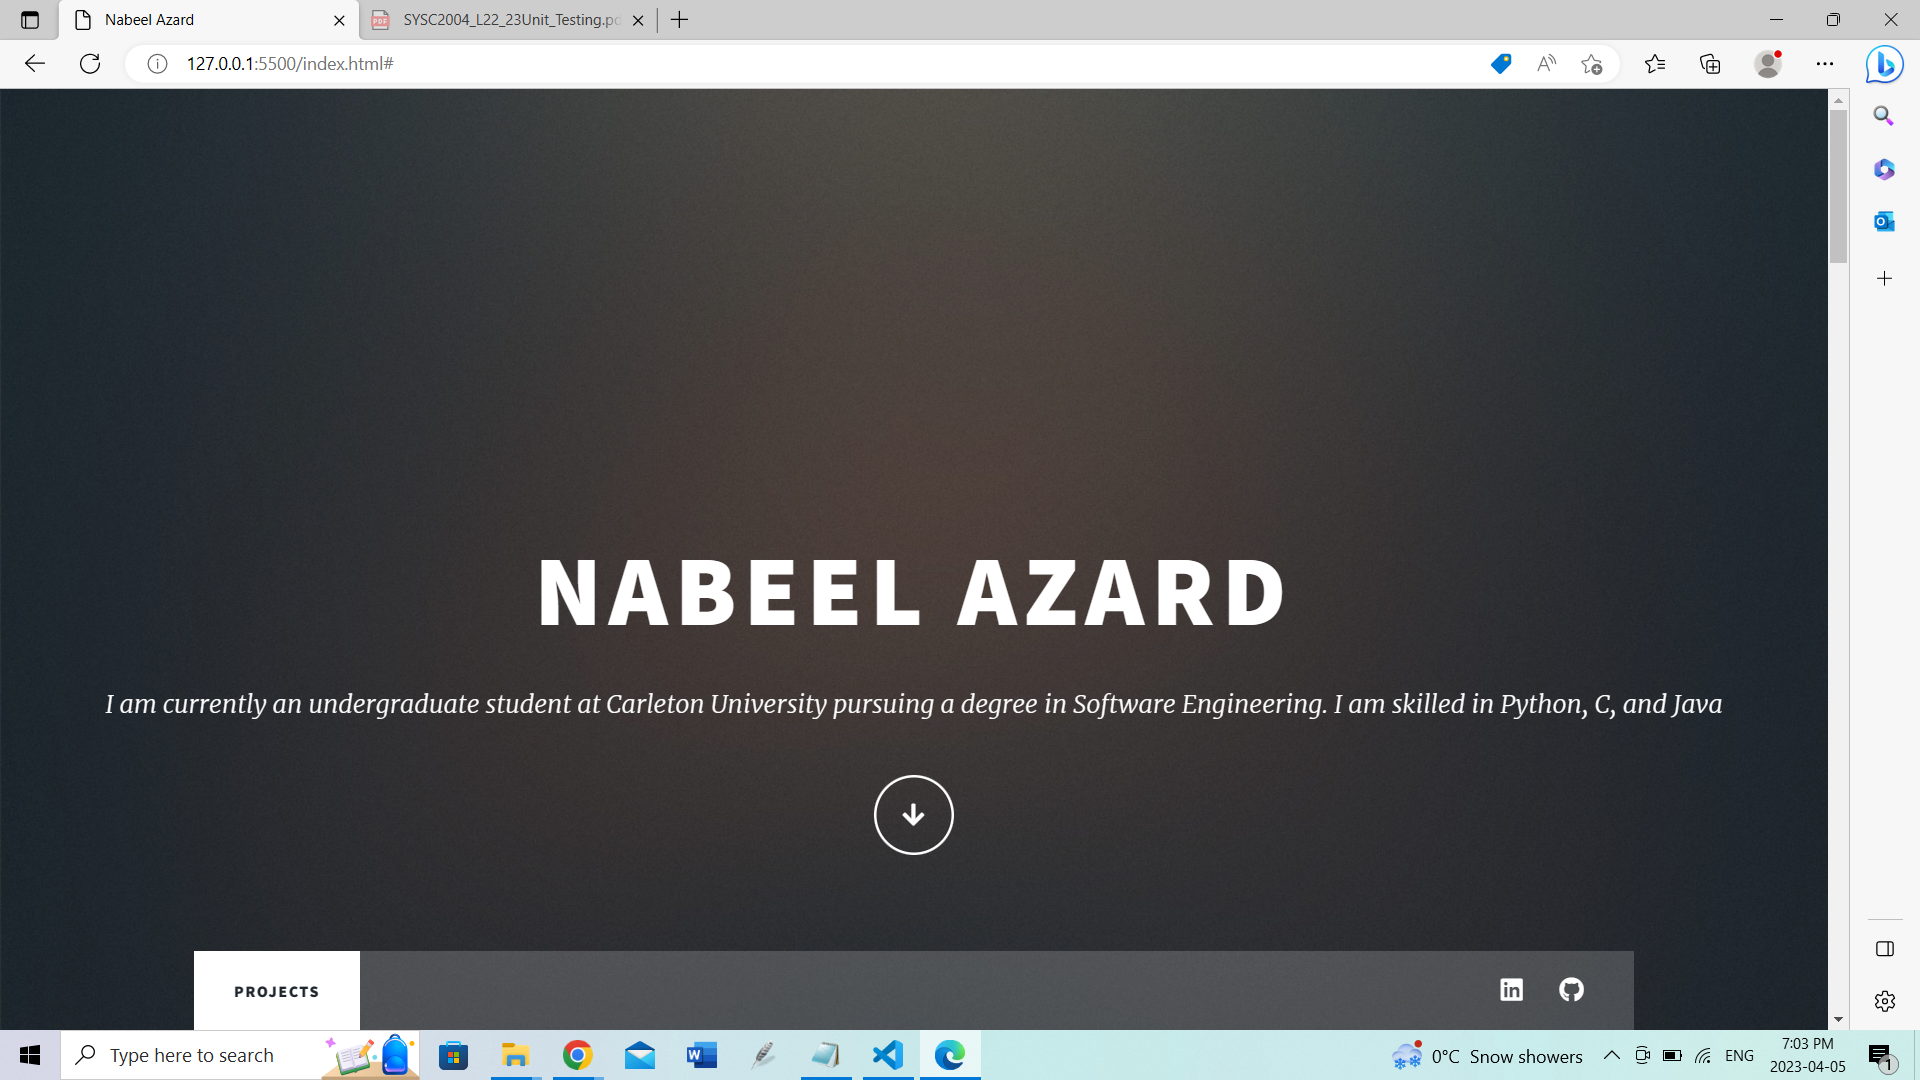 Nabeel Azard
SYSC2004_L22_23Unit_Testing.pd
127.0.0.1:5500/index.html#
NABEEL AZARD
I am currently an undergraduate student at Carleton University pursuing a degree in Software Engineering. I am skilled in Python, C, and Java
PROJECTS
Type here to search
0°C Snow showers
ENG
7:03 PM
2023-04-05
1